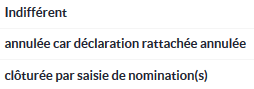 Indifférent
annulée car déclaration rattachée annulée
clôturée par saisie de nomination(s)